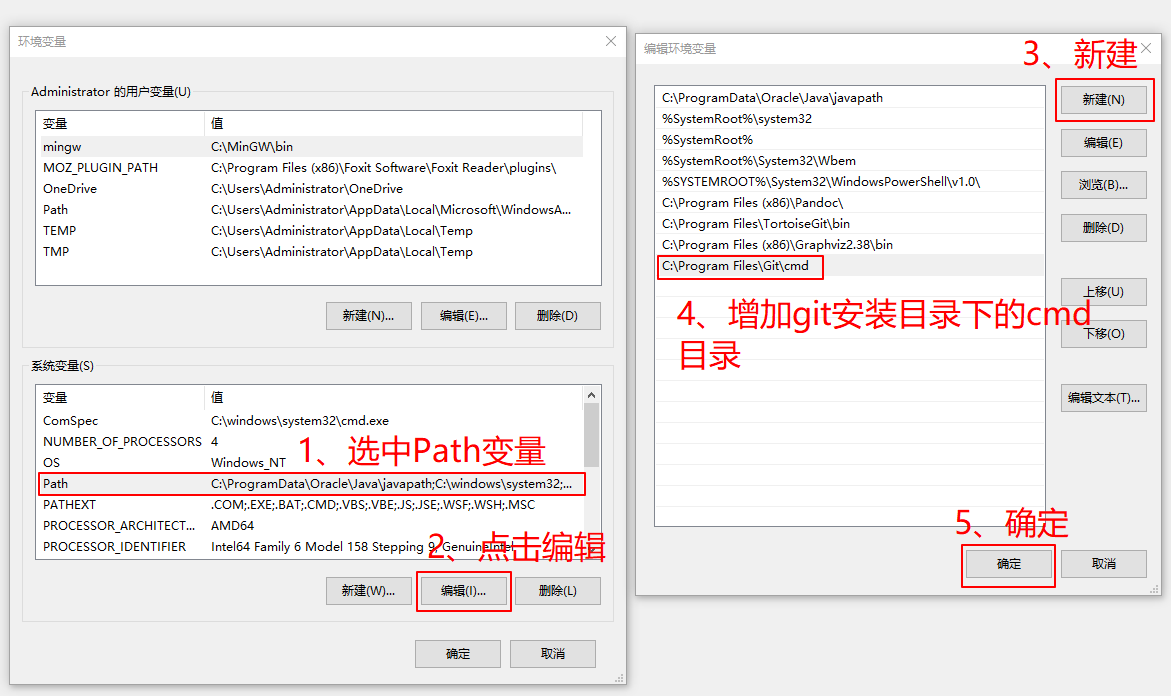 环境变量
Administrator 的用户变量(U)
变量 值
mingw C:\MinGW\bin
MOZ_PLUGIN_PATH C:\Program Files (x86)\Foxit Software\Foxit Reader\plugins\
OneDrive C:\Users\Administrator\OneDrive
Path C:\Users\Administrator\AppData\Local\Microsoft\WindowsA...
TEMP C:\Users\Administrator\AppData\Local\Temp
TMP C:\Users\Administrator\AppData\Local\Temp
新建(N)... 编辑(E)... 删除(D)
系统变量(S)
变量 值
ComSpec C:\windows\system32\cmd.exe
NUMBER_OF_PROCESSORS 4
1、选中Path变量
OS Windows_NT
Path C:\ProgramData\Oracle\Java\javapath;C:\windows\system32;...
PATHEXT .COM;.EXE;.BAT;.CMD;.VBS;.VBE;.JS;.JSE;.WSF;.WSH;.MSC
PROCESSOR_ARCHITECT... AMD64
PROCESSOR_IDENTIFIER Intel64 Family 6 Model 158 Stepping 9, GenuineIntel
2、点击编辑
新建(W)... 编辑(I)... 删除(L)
确定 取消
编辑环境变量
3、新建
C:\ProgramData\Oracle\Java\javapath
%SystemRoot%\system32
%SystemRoot%
%SystemRoot%\System32\Wbem
%SYSTEMROOT%\System32\WindowsPowerShell\v1.0\
C:\Program Files (x86)\Pandoc\
C:\Program Files\TortoiseGit\bin
C:\Program Files (x86)\Graphviz2.38\bin
C:\Program Files\Git\cmd
4、增加git安装目录下的cmd
目录
新建(N)
编辑(E)
浏览(B)...
删除(D)
上移(U)
下移(O)
编辑文本(T)...
5、确定
确定 取消